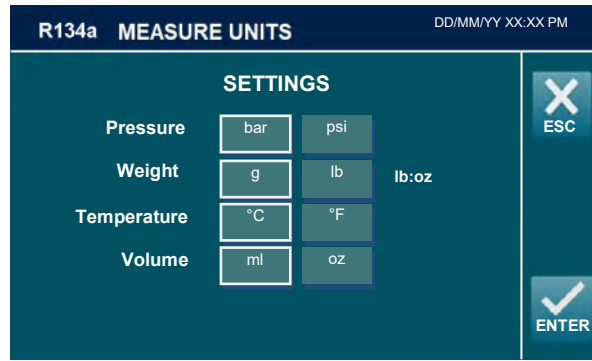 R134a MEASURE UNITS DD/MM/YY XX:XX PM
SETTINGS
Pressure bar psi
Weight g lb lb:oz
Temperature °C °F
Volume ml oz
ESC
ENTER